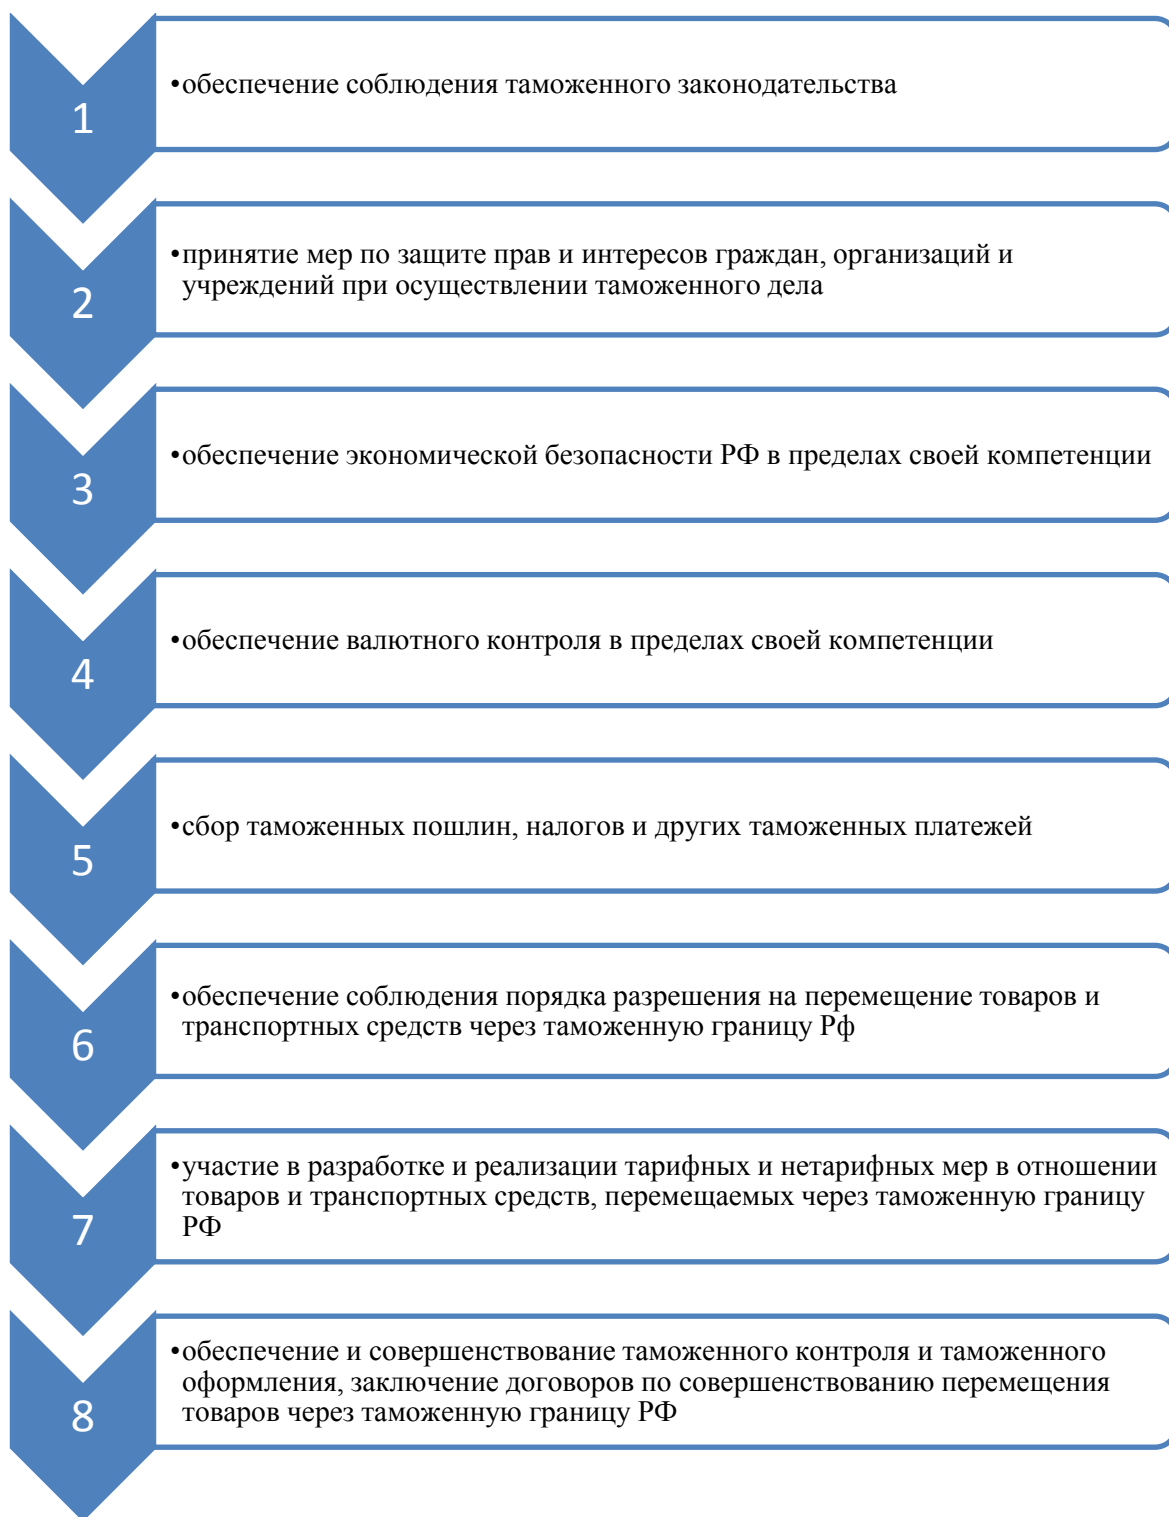 1
•обеспечение соблюдения таможенного законодательства
2
•принятие мер по защите прав и интересов граждан, организаций и
учреждений при осуществлении таможенного дела
3
•обеспечение экономической безопасности РФ в пределах своей компетенции
4
•обеспечение валютного контроля в пределах своей компетенции
5
•сбор таможенных пошлин, налогов и других таможенных платежей
6
•обеспечение соблюдения порядка разрешения на перемещение товаров и
транспортных средств через таможенную границу Рф
7
•участие в разработке и реализации тарифных и нетарифных мер в отношении
товаров и транспортных средств, перемещаемых через таможенную границу
РФ
8
•обеспечение и совершенствование таможенного контроля и таможенного
оформления, заключение договоров по совершенствованию перемещения
товаров через таможенную границу РФ